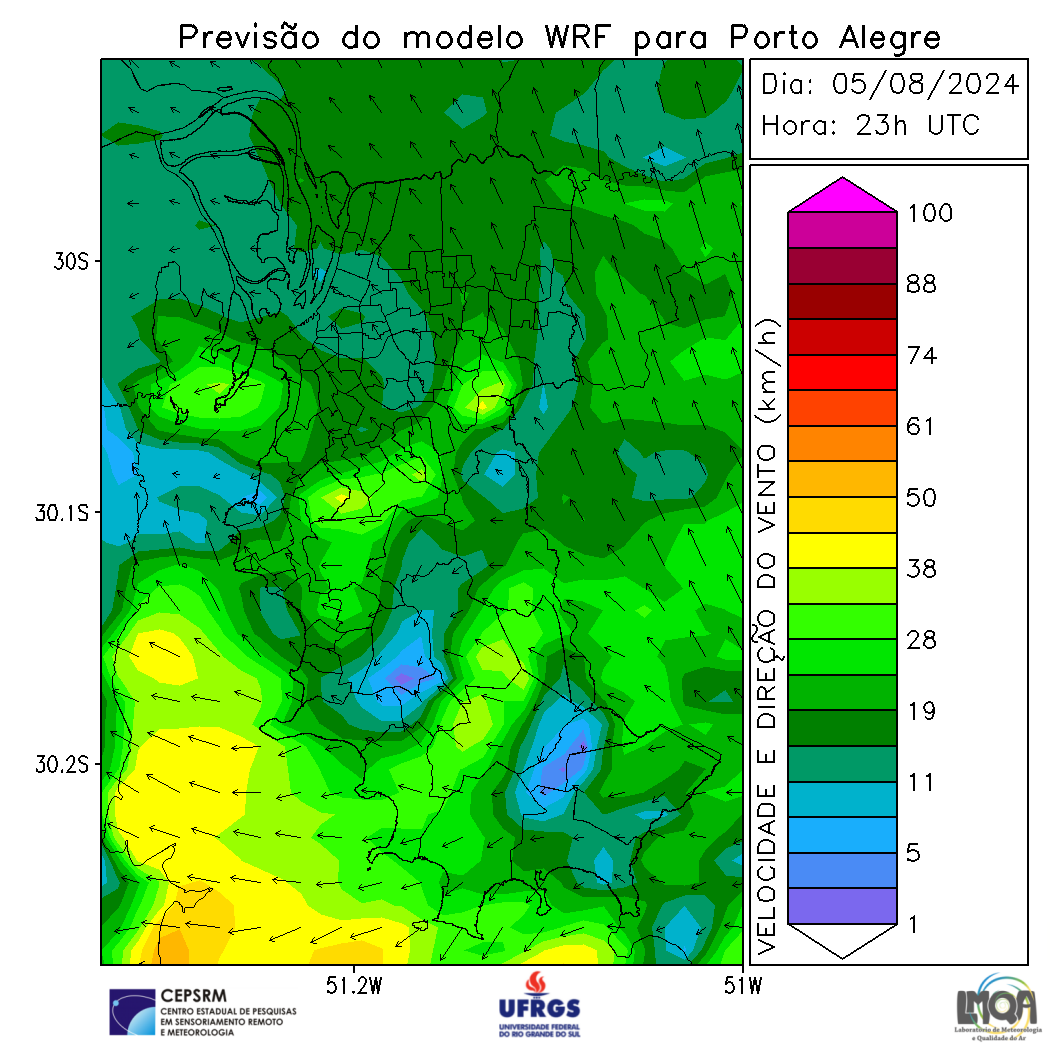 Previsão do modelo WRF para Porto Alegre
Dia: 05/08/2024
Hora: 23h UTC
30S
30.1S
30.2S
51.2W
51W
VELOCIDADE E DIREÇÃO DO VENTO (km/h)
100
88
74
61
50
38
28
19
11
5
1
CEPSRM
CENTRO ESTADUAL DE PESQUISAS
EM SENSORIAMENTO REMOTO
E METEOROLOGIA
UFRGS
UNIVERSIDADE FEDERAL
DO RIO GRANDE DO SUL
LMQA
Laboratório de Meteorologia
e Qualidade do Ar